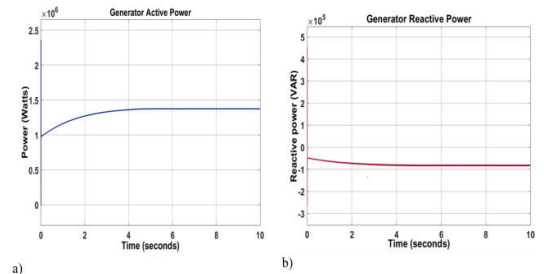 ×10⁶
Generator Active Power
2.5
2
1.5
1
0.5
0
Power (Watts)
0 2 4 6 8 10
Time (seconds)
a)
×10⁵
Generator Reactive Power
5
4
3
2
1
0
-1
-2
-3
Reactive power (VAR)
0 2 4 6 8 10
Time (seconds)
b)